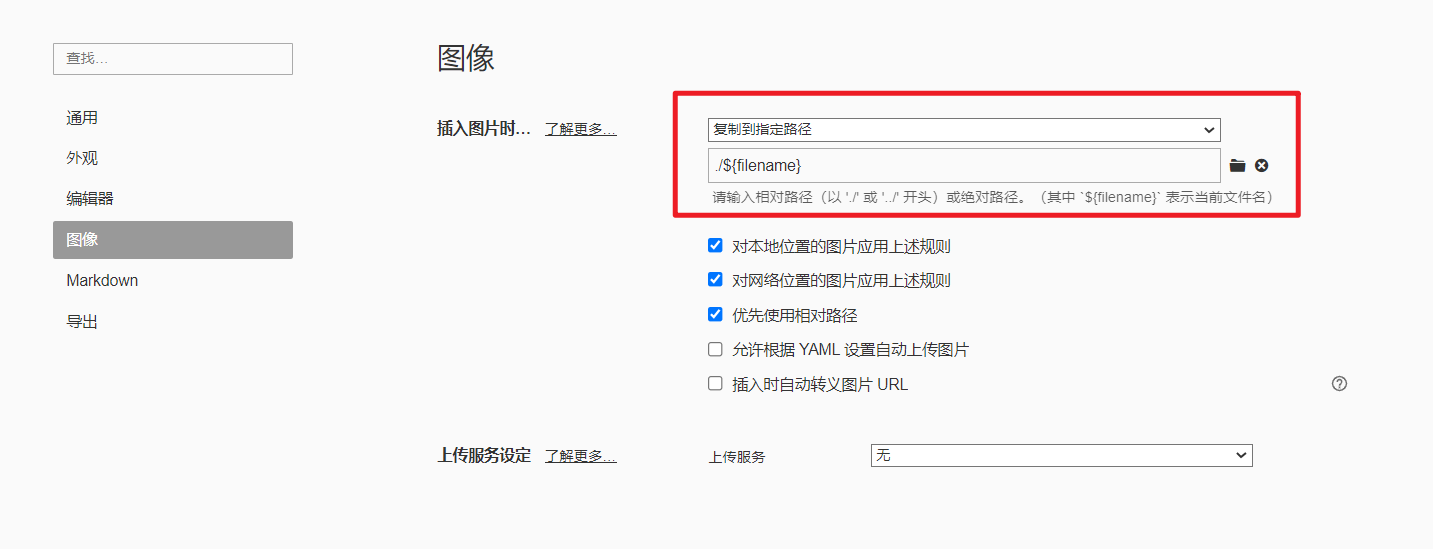 查找...
通用
外观
编辑器
图像
Markdown
导出
图像
插入图片时... 了解更多...
复制到指定路径
./${filename}
请输入相对路径（以 './' 或 '../' 开头）或绝对路径。（其中 `${filename}` 表示当前文件名）
对本地位置的图片应用上述规则
对网络位置的图片应用上述规则
优先使用相对路径
允许根据 YAML 设置自动上传图片
插入时自动转义图片 URL
上传服务设定 了解更多...
上传服务 无